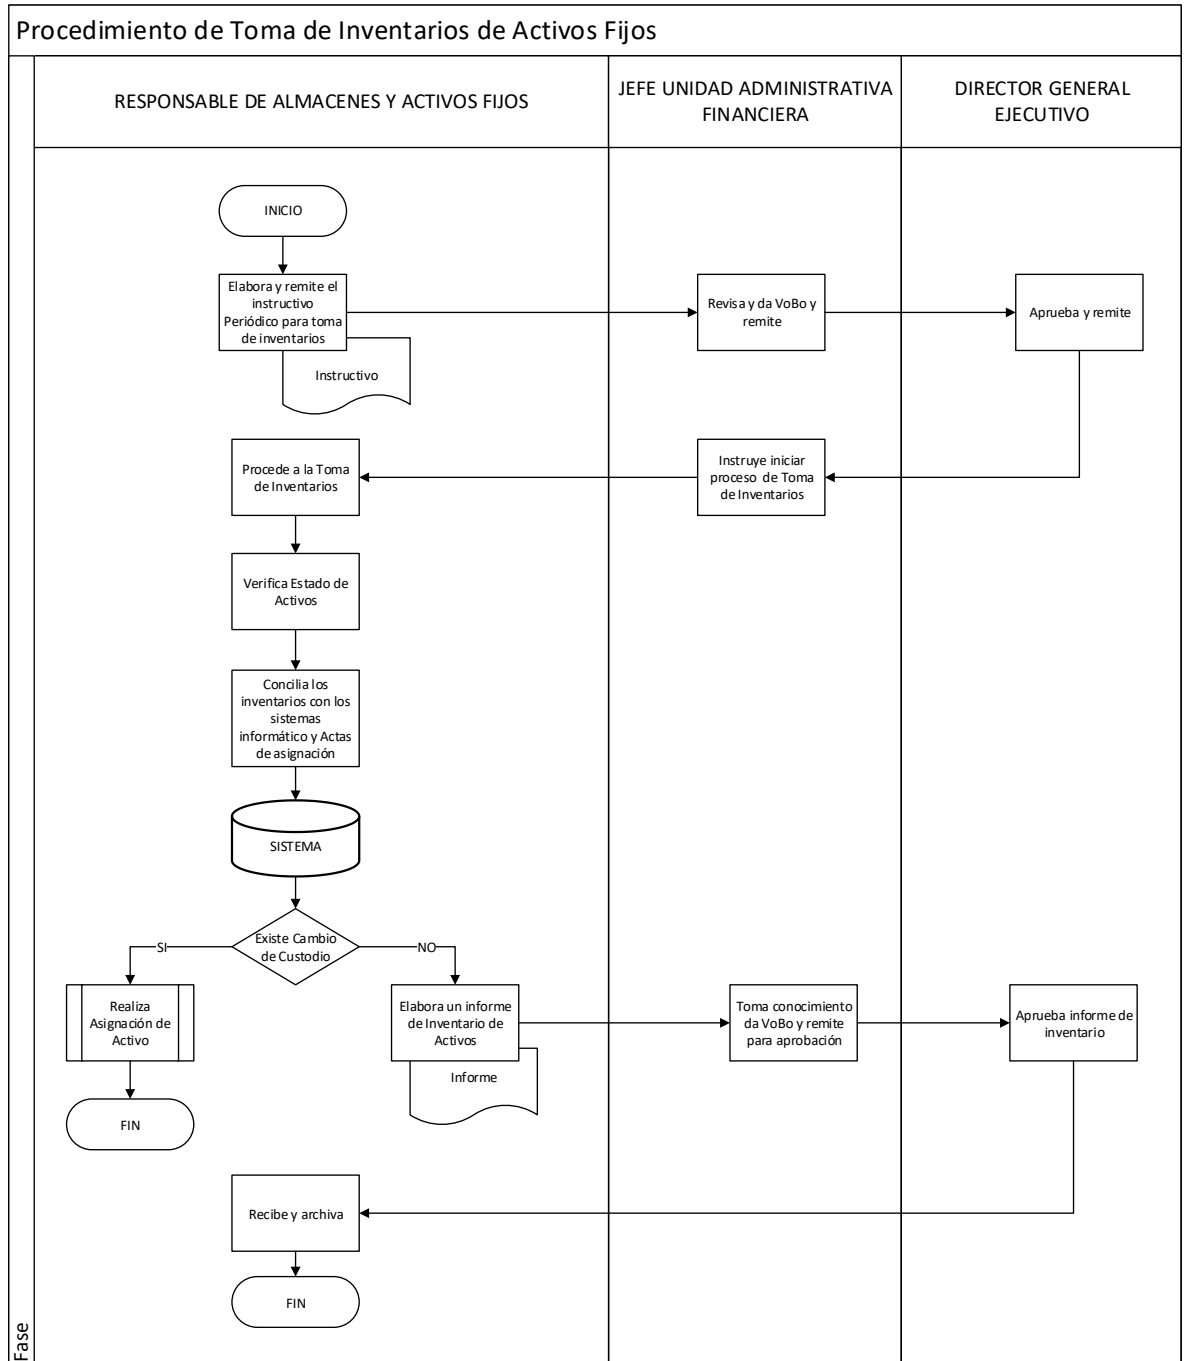 Procedimiento de Toma de Inventarios de Activos Fijos
RESPONSABLE DE ALMACENES Y ACTIVOS FIJOS
JEFE UNIDAD ADMINISTRATIVA
FINANCIERA
DIRECTOR GENERAL
EJECUTIVO
INICIO
Elabora y remite el
instructivo
Periódico para toma
de inventarios
Instructivo
Revisa y da VoBo y
remite
Aprueba y remite
Procede a la Toma
de Inventarios
Instruye iniciar
proceso de Toma
de Inventarios
Verifica Estado de
Activos
Concilia los
inventarios con los
sistemas
informático y Actas
de asignación
SISTEMA
Existe Cambio
de Custodio
SI
NO
Realiza
Asignación de
Activo
Elabora un informe
de Inventario de
Activos
Informe
Toma conocimiento
da VoBo y remite
para aprobación
Aprueba informe de
inventario
FIN
Recibe y archiva
FIN
Fase